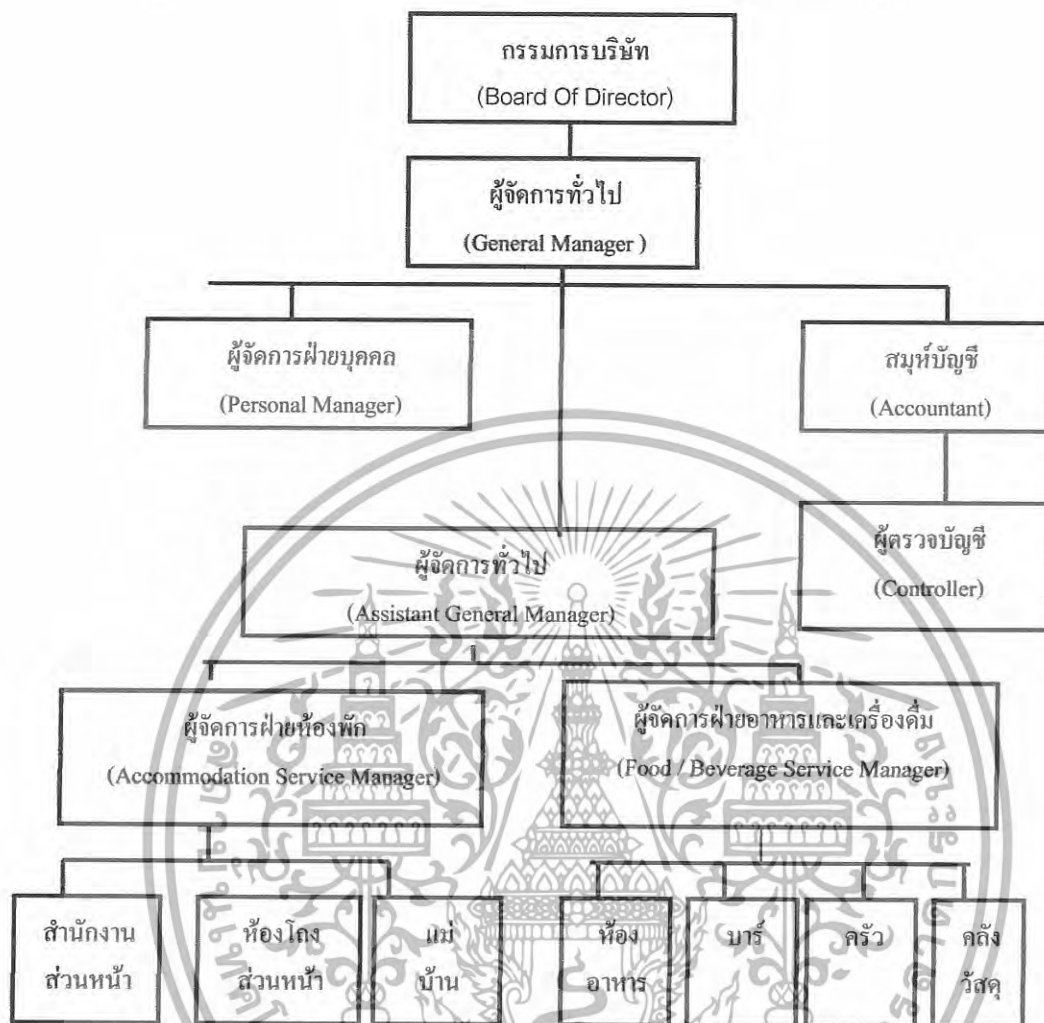 กรรมการบริษัท
(Board Of Director)
ผู้จัดการทั่วไป
(General Manager )
ผู้จัดการฝ่ายบุคคล
(Personal Manager)
สมุห์บัญชี
(Accountant)
ผู้ตรวจบัญชี
(Controller)
ผู้จัดการทั่วไป
(Assistant General Manager)
ผู้จัดการฝ่ายห้องพัก
(Accommodation Service Manager)
ผู้จัดการฝ่ายอาหารและเครื่องดื่ม
(Food / Beverage Service Manager)
สำนักงาน
ส่วนหน้า
ห้องโถง
ส่วนหน้า
แม่
บ้าน
ห้อง
อาหาร
บาร์
ครัว
คลัง
วัสดุ